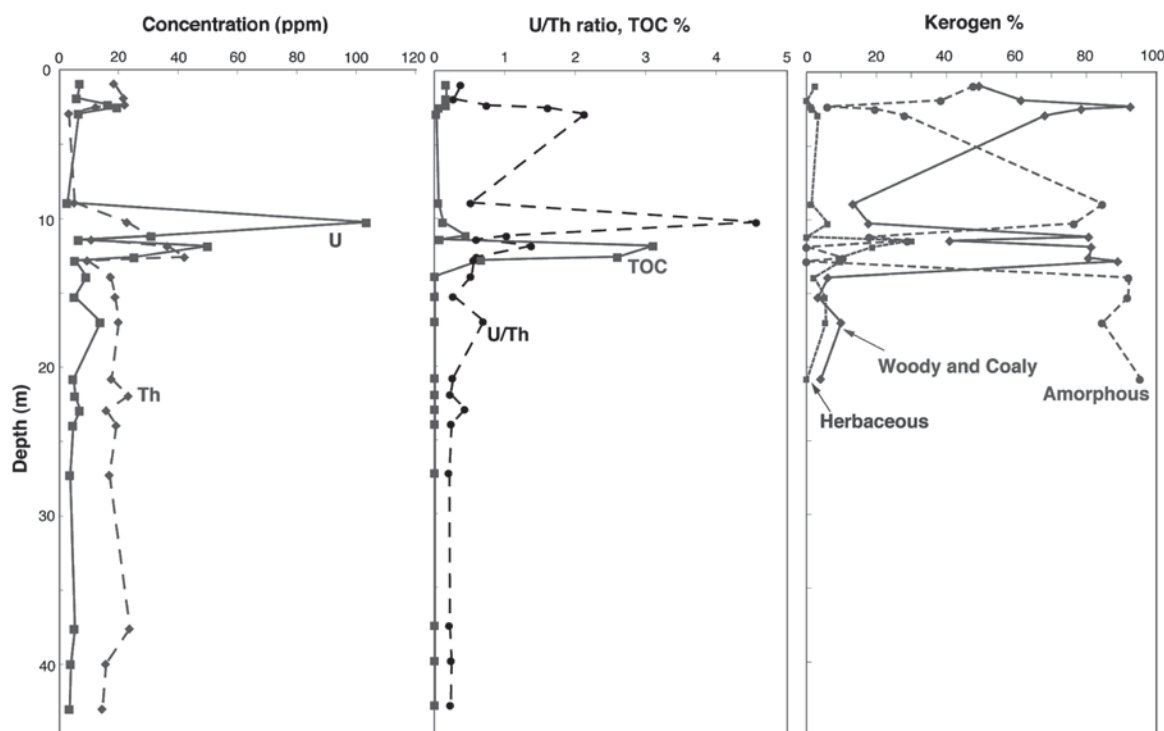 Concentration (ppm)
0 20 40 60 80 100 120
U/Th ratio, TOC %
0 1 2 3 4 5
Kerogen %
0 20 40 60 80 100
Depth (m)
0
10
20
30
40
U
Th
TOC
U/Th
Woody and Coaly
Amorphous
Herbaceous